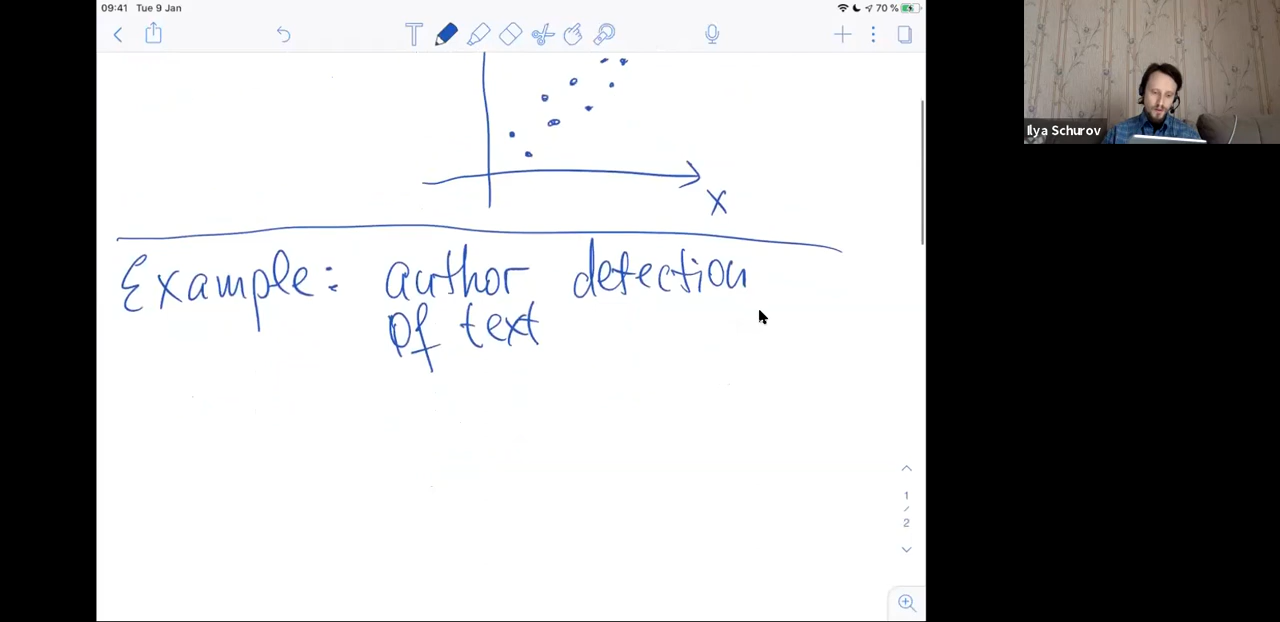 09:41 Tue 9 Jan 70 %
T
Ilya Schurov
X
Example: author detection
of text
1
/
2